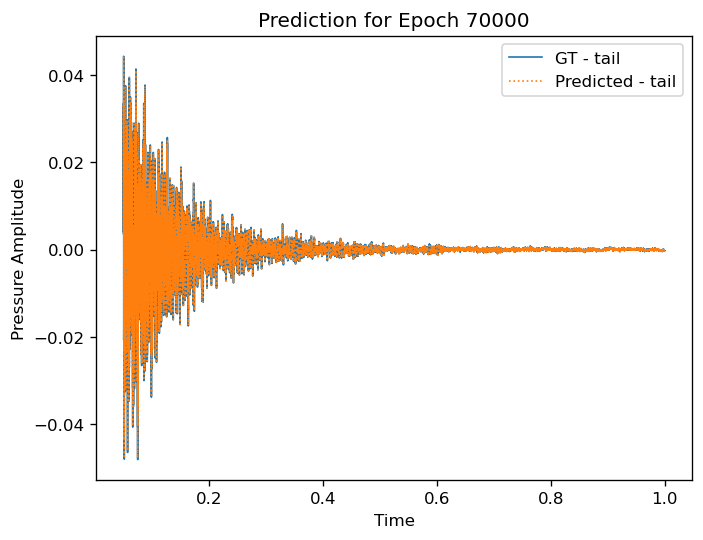 Prediction for Epoch 70000
GT - tail
Predicted - tail
Pressure Amplitude
0.04
0.02
0.00
−0.02
−0.04
0.2
0.4
0.6
0.8
1.0
Time